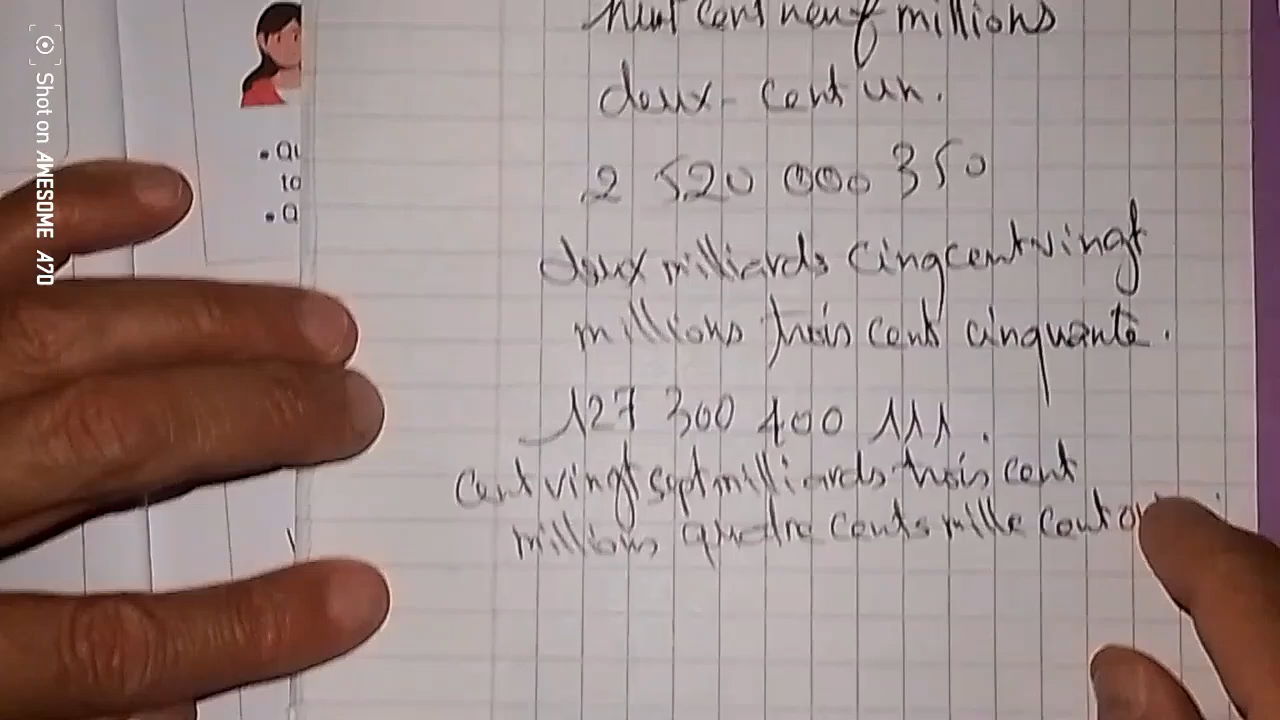 Shot on AWESOME A70
• Qu
to
• Q
cent neuf millions
deux-cent un.
2 520 000 350
deux milliards cinq cent vingt
millions trois cent cinquante.
127 300 400 111.
cent vingt sept milliards trois cent
millions quatre cents mille cent